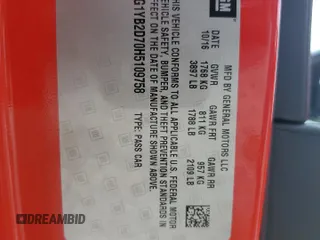 GM
MFD BY GENERAL MOTORS LLC
10/16 GVWR GAWR FRT GAWR RR
1768 KG 811 KG 957 KG
3897 LB 1788 LB 2109 LB
THIS VEHICLE CONFORMS TO ALL APPLICABLE U.S. FEDERAL MOTOR
VEHICLE SAFETY, BUMPER, AND THEFT PREVENTION STANDARDS IN
EFFECT ON THE DATE OF MANUFACTURE SHOWN ABOVE.
G1YB2D70H5109758 TYPE: PASS CAR
DREAMBID